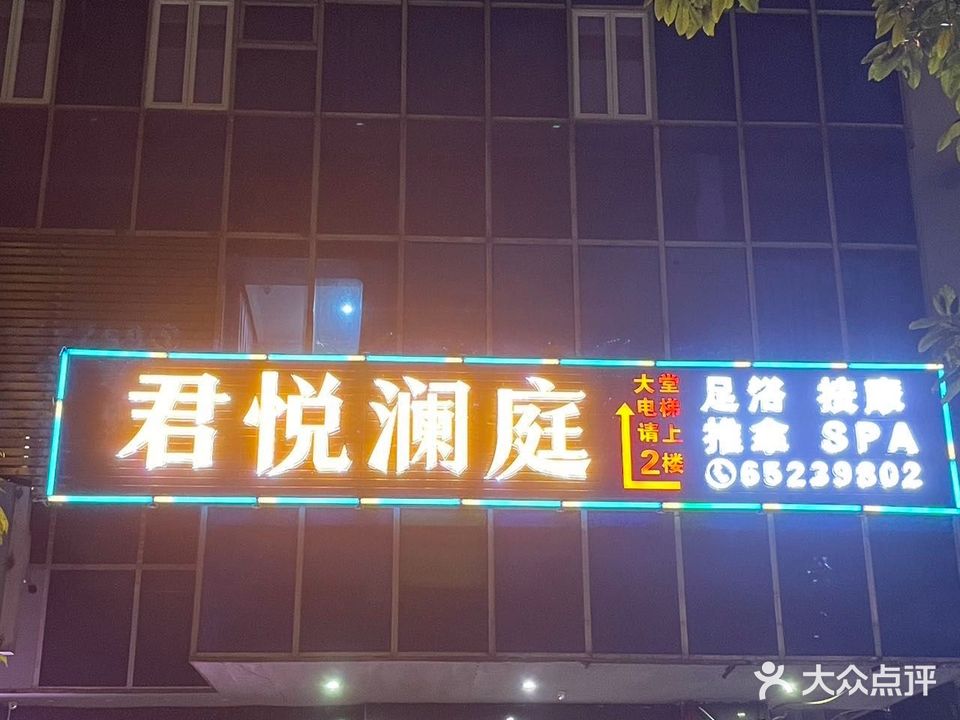 君悦澜庭
大堂
电梯
请上
2楼
足浴 按摩
推拿 SPA
65239802
大众点评